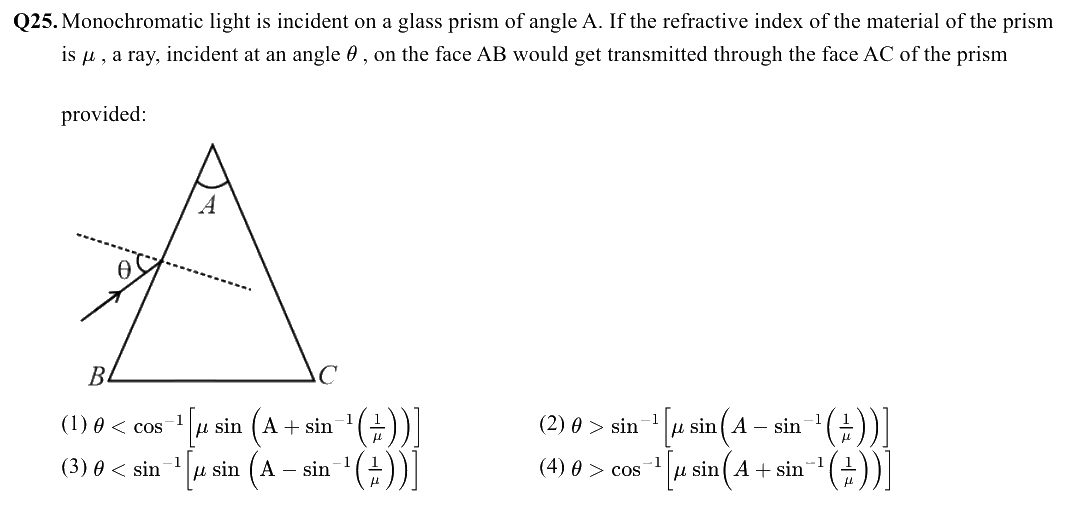 Q25. Monochromatic light is incident on a glass prism of angle A. If the refractive index of the material of the prism
is μ , a ray, incident at an angle θ , on the face AB would get transmitted through the face AC of the prism
provided:
A
θ
B
C
(1) θ < cos⁻¹[μ sin (A + sin⁻¹(1/μ))]
(2) θ > sin⁻¹[μ sin(A − sin⁻¹(1/μ))]
(3) θ < sin⁻¹[μ sin (A − sin⁻¹(1/μ))]
(4) θ > cos⁻¹[μ sin(A + sin⁻¹(1/μ))]